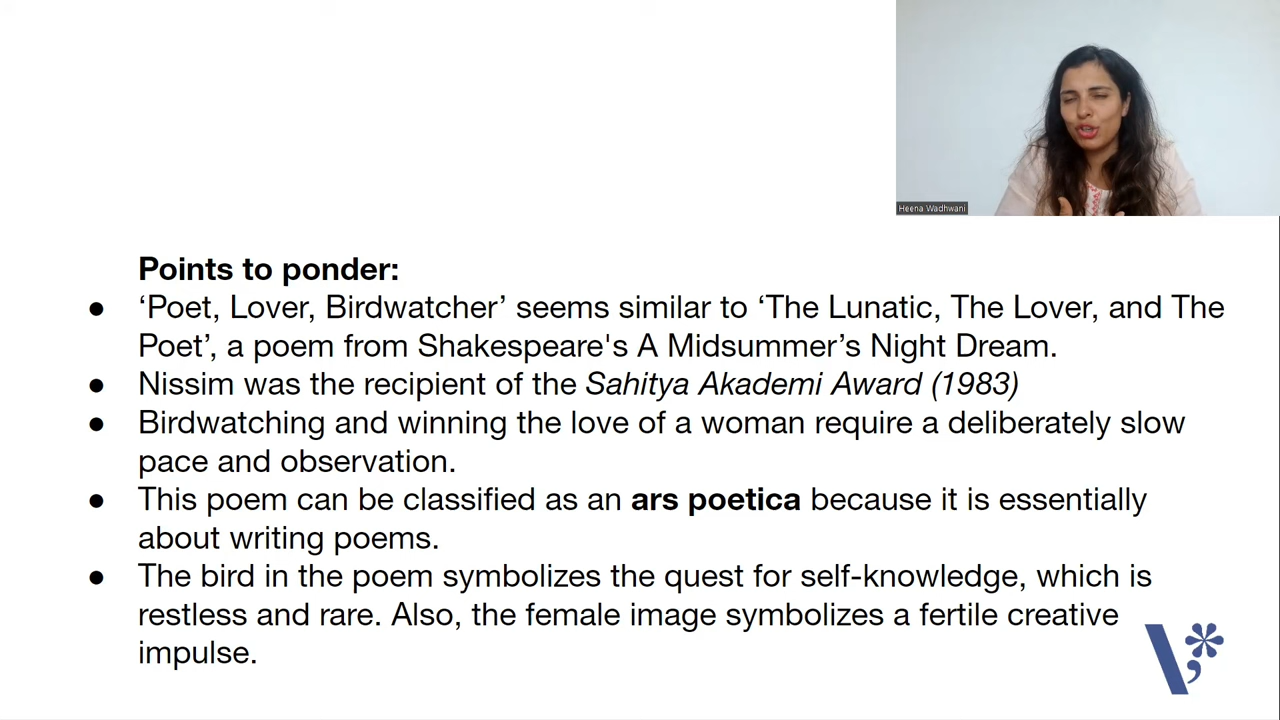 Heena Wadhwani
Points to ponder:
● ‘Poet, Lover, Birdwatcher’ seems similar to ‘The Lunatic, The Lover, and The
Poet’, a poem from Shakespeare's A Midsummer’s Night Dream.
● Nissim was the recipient of the Sahitya Akademi Award (1983)
● Birdwatching and winning the love of a woman require a deliberately slow
pace and observation.
● This poem can be classified as an ars poetica because it is essentially
about writing poems.
● The bird in the poem symbolizes the quest for self-knowledge, which is
restless and rare. Also, the female image symbolizes a fertile creative
impulse.